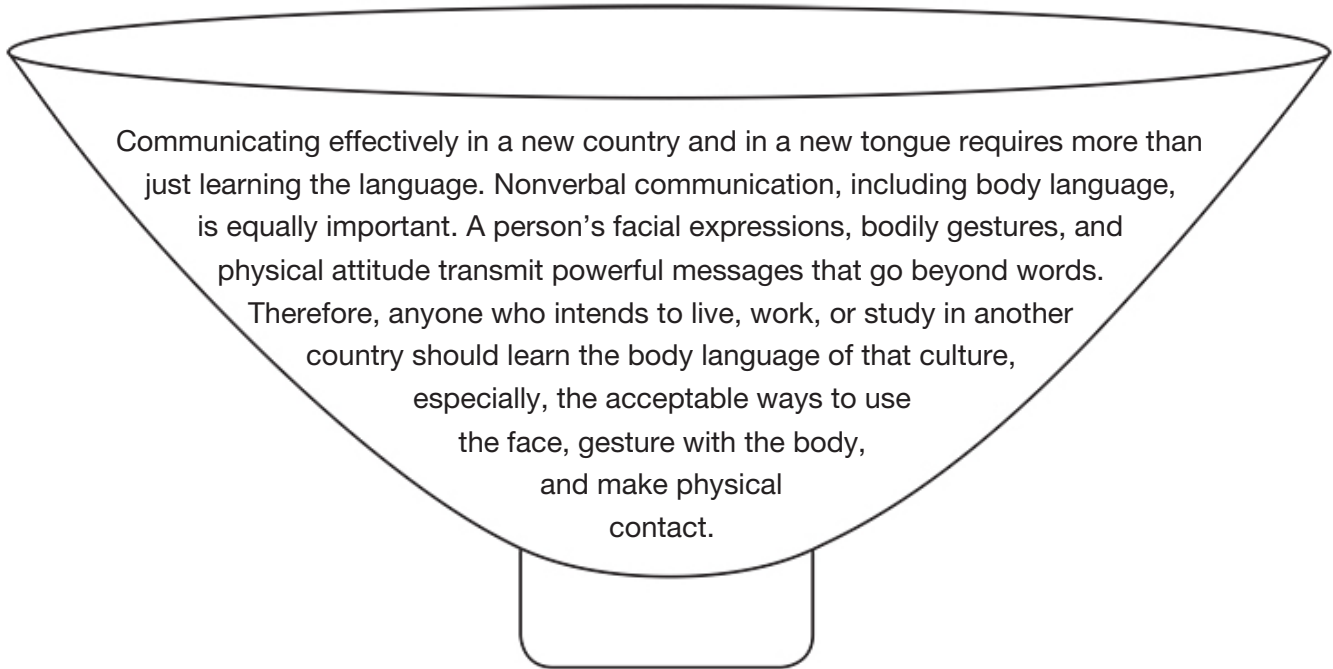 Communicating effectively in a new country and in a new tongue requires more than
just learning the language. Nonverbal communication, including body language,
is equally important. A person’s facial expressions, bodily gestures, and
physical attitude transmit powerful messages that go beyond words.
Therefore, anyone who intends to live, work, or study in another
country should learn the body language of that culture,
especially, the acceptable ways to use
the face, gesture with the body,
and make physical
contact.